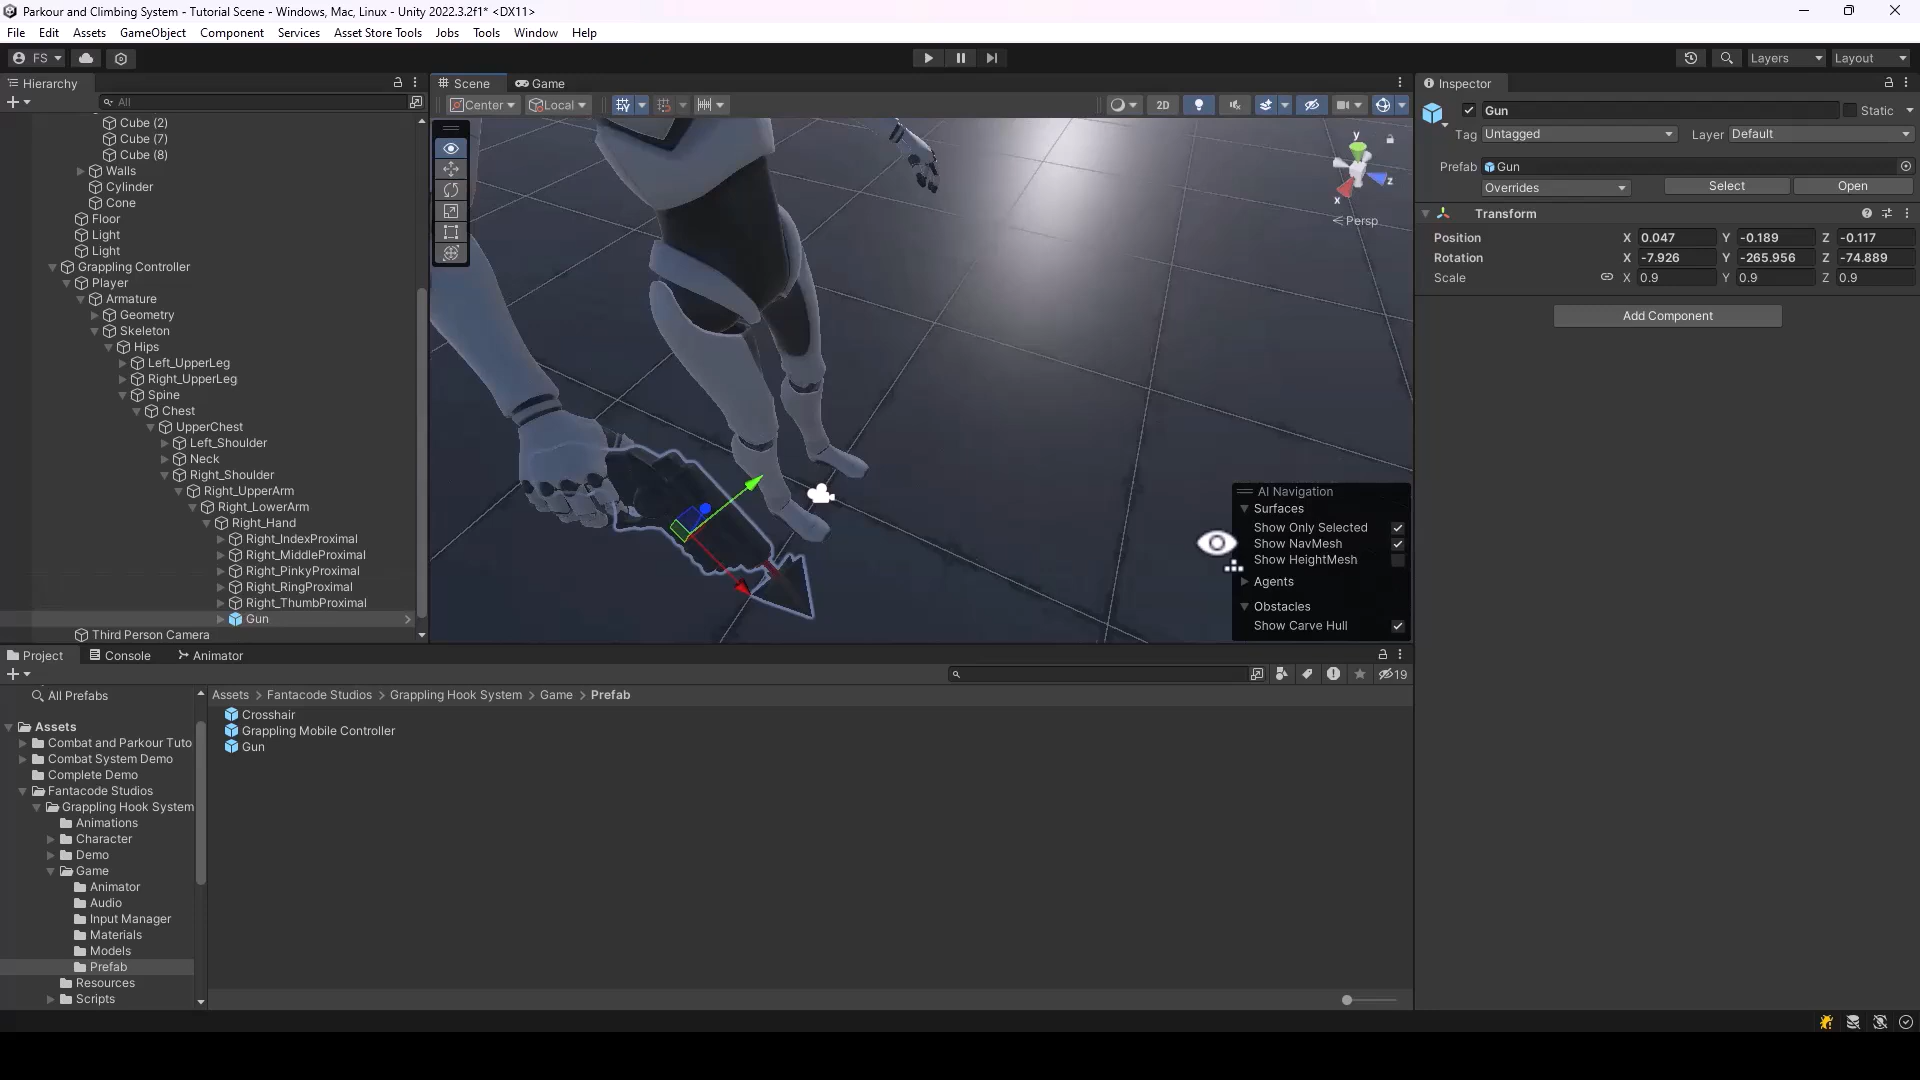 Parkour and Climbing System - Tutorial Scene - Windows, Mac, Linux - Unity 2022.3.2f1* <DX11>
File Edit Assets GameObject Component Services Asset Store Tools Jobs Tools Window Help
FS Layers Layout
Hierarchy
All
Cube (2)
Cube (7)
Cube (8)
Walls
Cylinder
Cone
Floor
Light
Light
Grappling Controller
Player
Armature
Geometry
Skeleton
Hips
Left_UpperLeg
Right_UpperLeg
Spine
Chest
UpperChest
Left_Shoulder
Neck
Right_Shoulder
Right_UpperArm
Right_LowerArm
Right_Hand
Right_IndexProximal
Right_MiddleProximal
Right_PinkyProximal
Right_RingProximal
Right_ThumbProximal
Gun
Third Person Camera
Scene Game
Center Local 2D
y
z
x
Persp
AI Navigation
Surfaces
Show Only Selected
Show NavMesh
Show HeightMesh
Agents
Obstacles
Show Carve Hull
Inspector
Gun Static
Tag Untagged Layer Default
Prefab Gun
Overrides Select Open
Transform
Position X 0.047 Y -0.189 Z -0.117
Rotation X -7.926 Y -265.956 Z -74.889
Scale X 0.9 Y 0.9 Z 0.9
Add Component
Project Console Animator
19
All Prefabs
Assets
Combat and Parkour Tuto
Combat System Demo
Complete Demo
Fantacode Studios
Grappling Hook System
Animations
Character
Demo
Game
Animator
Audio
Input Manager
Materials
Models
Prefab
Resources
Scripts
Assets > Fantacode Studios > Grappling Hook System > Game > Prefab
Crosshair
Grappling Mobile Controller
Gun